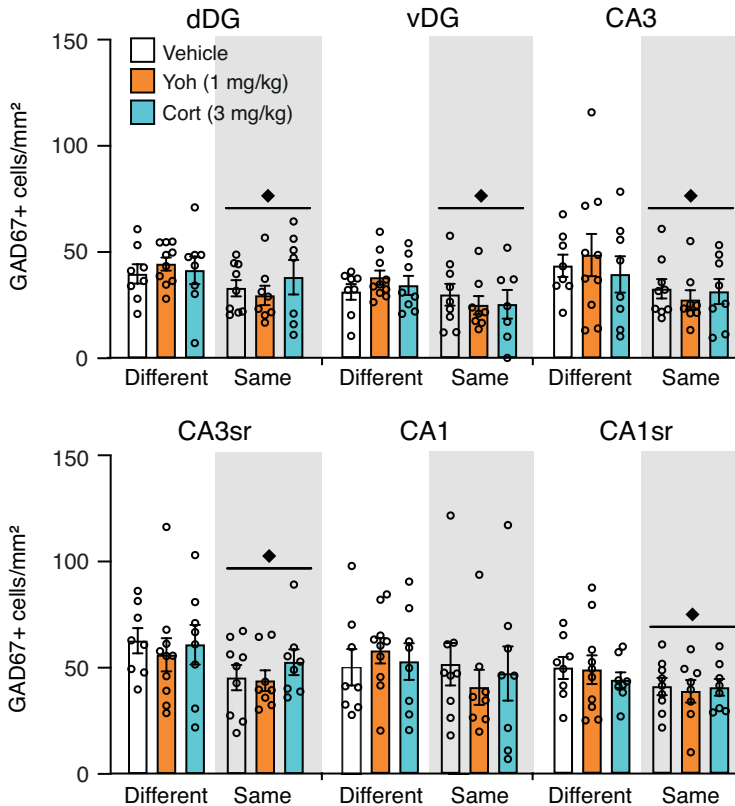 dDG vDG CA3
150
Vehicle
Yoh (1 mg/kg)
Cort (3 mg/kg)
100
50
0
GAD67+ cells/mm²
Different Same Different Same Different Same
CA3sr CA1 CA1sr
150
100
50
0
GAD67+ cells/mm²
Different Same Different Same Different Same